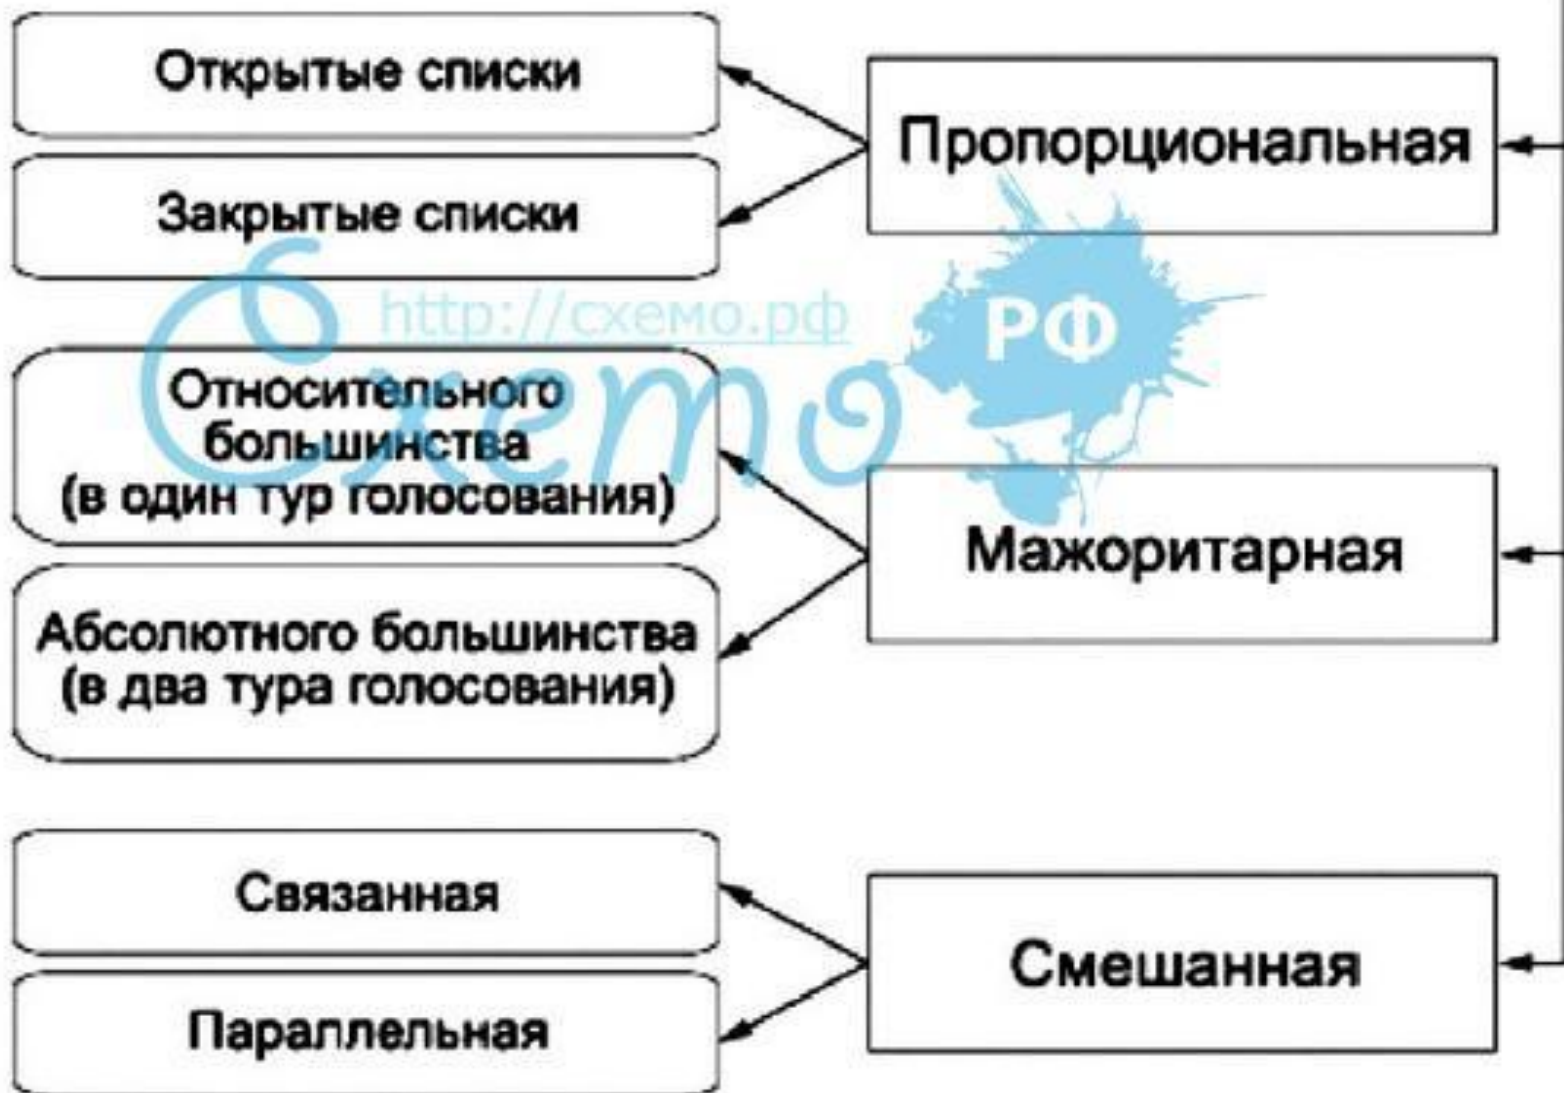 Открытые списки
Закрытые списки
Пропорциональная
http://схемо.рф
Схемо
РФ
Относительного
большинства
(в один тур голосования)
Абсолютного большинства
(в два тура голосования)
Мажоритарная
Связанная
Параллельная
Смешанная